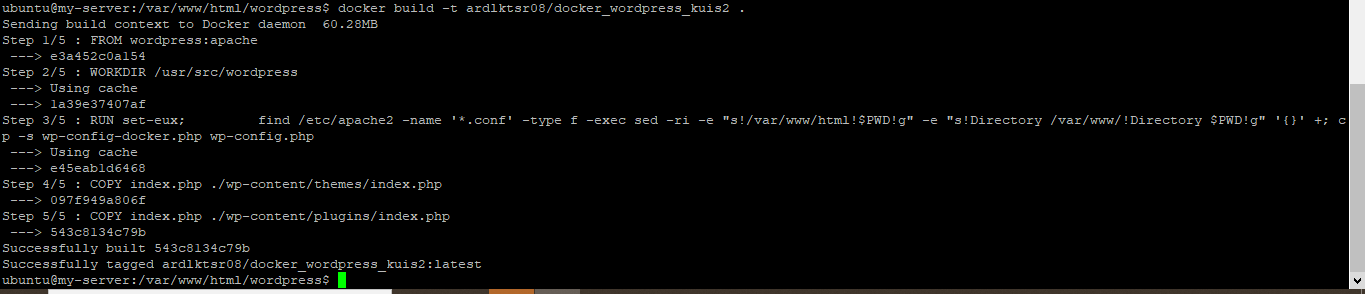 ubuntu@my-server:/var/www/html/wordpress$ docker build -t ardlktsr08/docker_wordpress_kuis2 .
Sending build context to Docker daemon  60.28MB
Step 1/5 : FROM wordpress:apache
 ---> e3a452c0a154
Step 2/5 : WORKDIR /usr/src/wordpress
 ---> Using cache
 ---> 1a39e37407af
Step 3/5 : RUN set-eux;         find /etc/apache2 -name '*.conf' -type f -exec sed -ri -e "s!/var/www/html!$PWD!g" -e "s!Directory /var/www/!Directory $PWD!g" '{}' +; c
p -s wp-config-docker.php wp-config.php
 ---> Using cache
 ---> e45eab1d6468
Step 4/5 : COPY index.php ./wp-content/themes/index.php
 ---> 097f949a806f
Step 5/5 : COPY index.php ./wp-content/plugins/index.php
 ---> 543c8134c79b
Successfully built 543c8134c79b
Successfully tagged ardlktsr08/docker_wordpress_kuis2:latest
ubuntu@my-server:/var/www/html/wordpress$